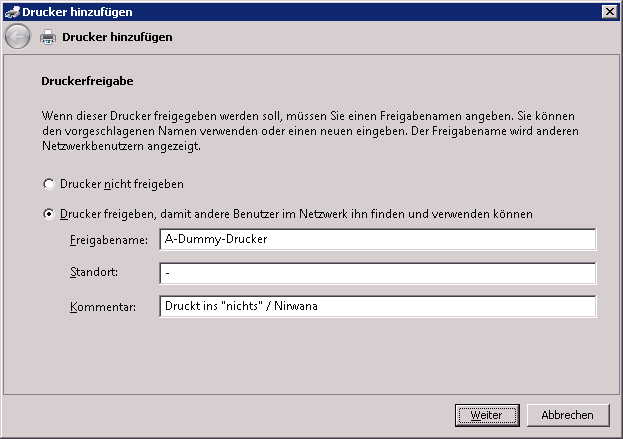 Drucker hinzufügen
Drucker hinzufügen
Druckerfreigabe
Wenn dieser Drucker freigegeben werden soll, müssen Sie einen Freigabenamen angeben. Sie können
den vorgeschlagenen Namen verwenden oder einen neuen eingeben. Der Freigabename wird anderen
Netzwerkbenutzern angezeigt.
Drucker nicht freigeben
Drucker freigeben, damit andere Benutzer im Netzwerk ihn finden und verwenden können
Freigabename: A-Dummy-Drucker
Standort: -
Kommentar: Druckt ins "nichts" / Nirwana
Weiter Abbrechen